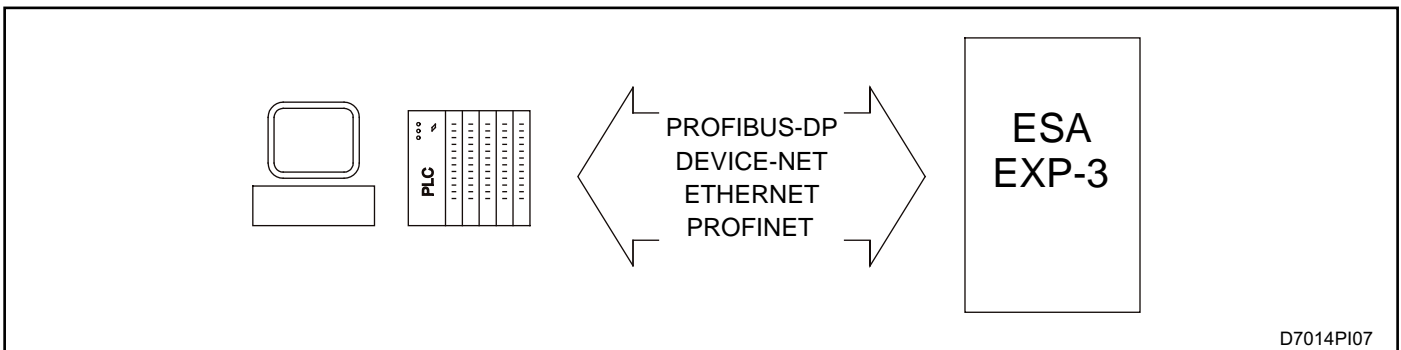 PLC
PROFIBUS-DP
DEVICE-NET
ETHERNET
PROFINET
ESA
EXP-3
D7014PI07